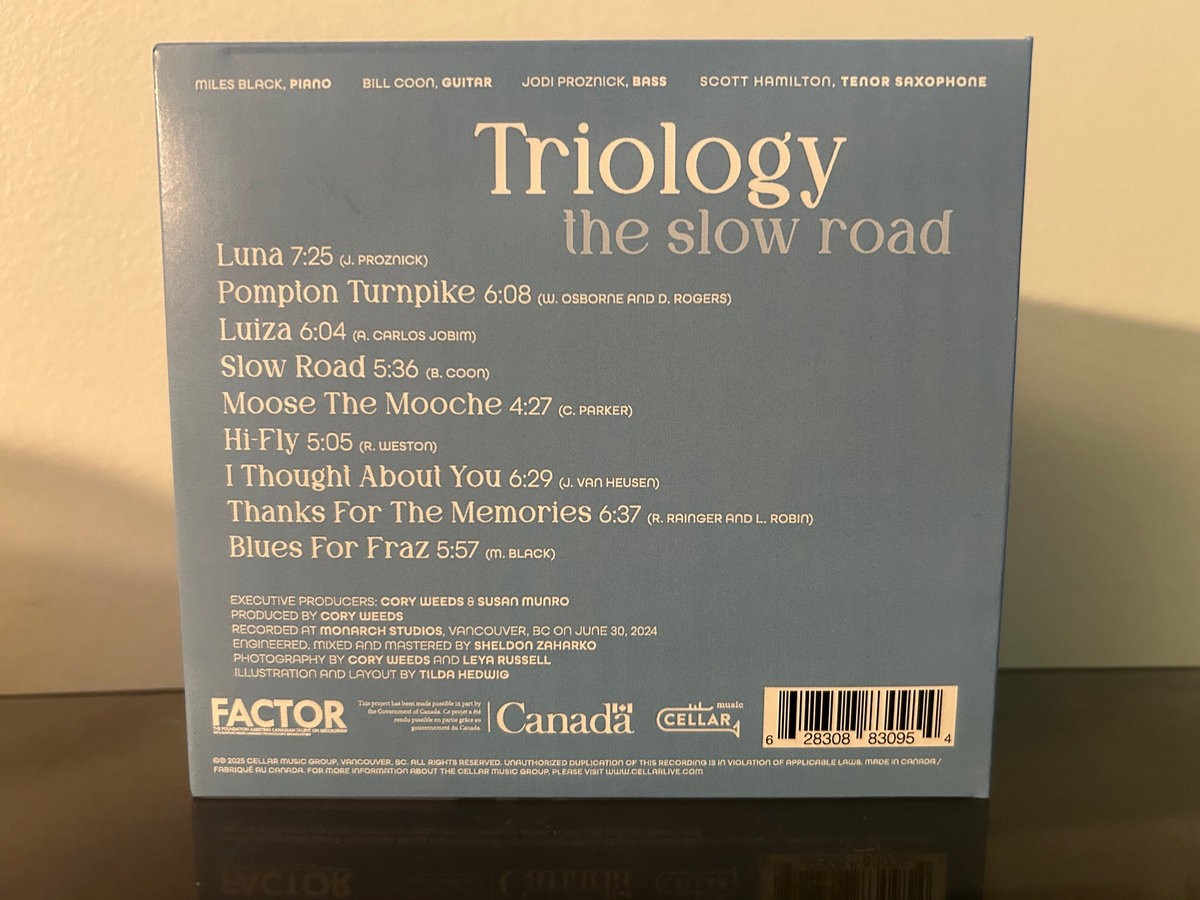 MILES BLACK, PIANO BILL COON, GUITAR JODI PROZNICK, BASS SCOTT HAMILTON, TENOR SAXOPHONE
Triology
the slow road
Luna 7:25 (J. PROZNICK)
Pompton Turnpike 6:08 (W. OSBORNE AND D. ROGERS)
Luiza 6:04 (A. CARLOS JOBIM)
Slow Road 5:36 (B. COON)
Moose The Mooche 4:27 (C. PARKER)
Hi-Fly 5:05 (R. WESTON)
I Thought About You 6:29 (J. VAN HEUSEN)
Thanks For The Memories 6:37 (R. RAINGER AND L. ROBIN)
Blues For Fraz 5:57 (M. BLACK)
EXECUTIVE PRODUCERS: CORY WEEDS & SUSAN MUNRO
PRODUCED BY CORY WEEDS
RECORDED AT MONARCH STUDIOS, VANCOUVER, BC ON JUNE 30, 2024
ENGINEERED, MIXED AND MASTERED BY SHELDON ZAHARKO
PHOTOGRAPHY BY CORY WEEDS AND LEYA RUSSELL
ILLUSTRATION AND LAYOUT BY TILDA HEDWIG
FACTOR
THE FOUNDATION ASSISTING CANADIAN TALENT ON RECORDINGS
This project has been made possible in part by
the Government of Canada. Ce projet a été
rendu possible en partie grâce au
gouvernement du Canada.
Canada
CELLAR music
6 28308 83095 4
©℗ 2025 CELLAR MUSIC GROUP, VANCOUVER, BC. ALL RIGHTS RESERVED. UNAUTHORIZED DUPLICATION OF THIS RECORDING IS IN VIOLATION OF APPLICABLE LAWS. MADE IN CANADA /
FABRIQUÉ AU CANADA. FOR MORE INFORMATION ABOUT THE CELLAR MUSIC GROUP, PLEASE VISIT WWW.CELLARLIVE.COM